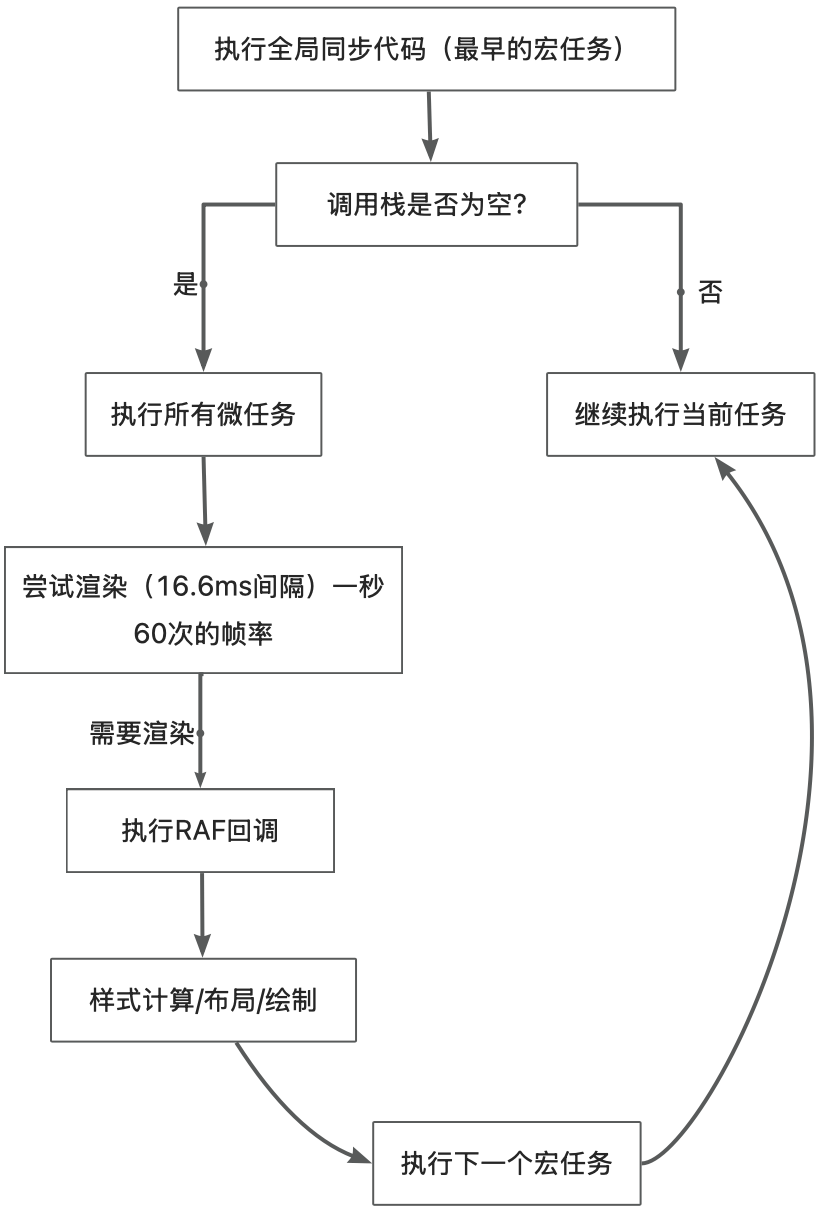 执行全局同步代码（最早的宏任务）
调用栈是否为空?
是
否
执行所有微任务
继续执行当前任务
尝试渲染（16.6ms间隔）一秒
60次的帧率
需要渲染
执行RAF回调
样式计算/布局/绘制
执行下一个宏任务